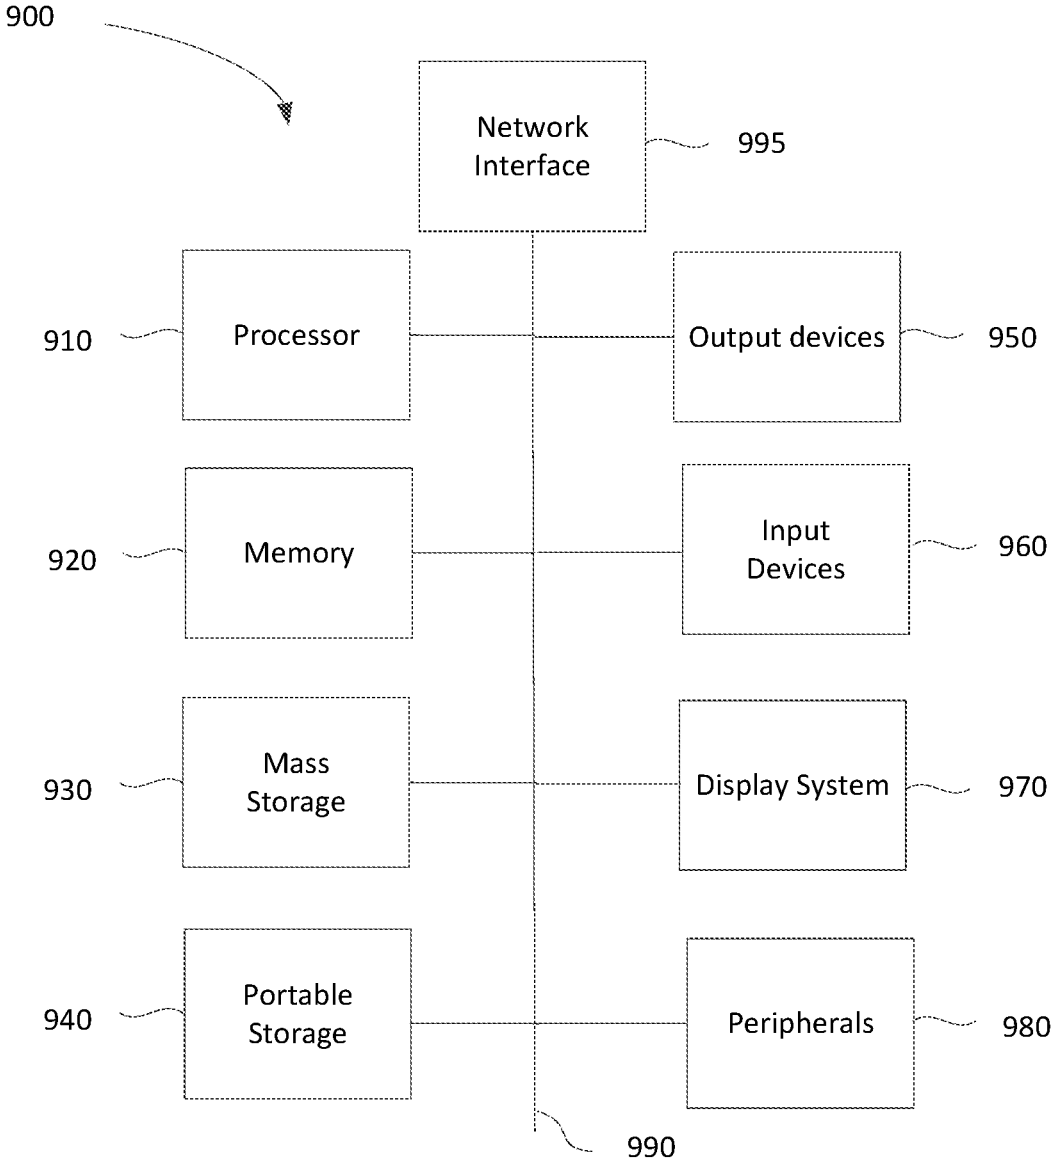 900
Network
Interface
995
910
Processor
Output devices
950
920
Memory
Input
Devices
960
930
Mass
Storage
Display System
970
940
Portable
Storage
Peripherals
980
990